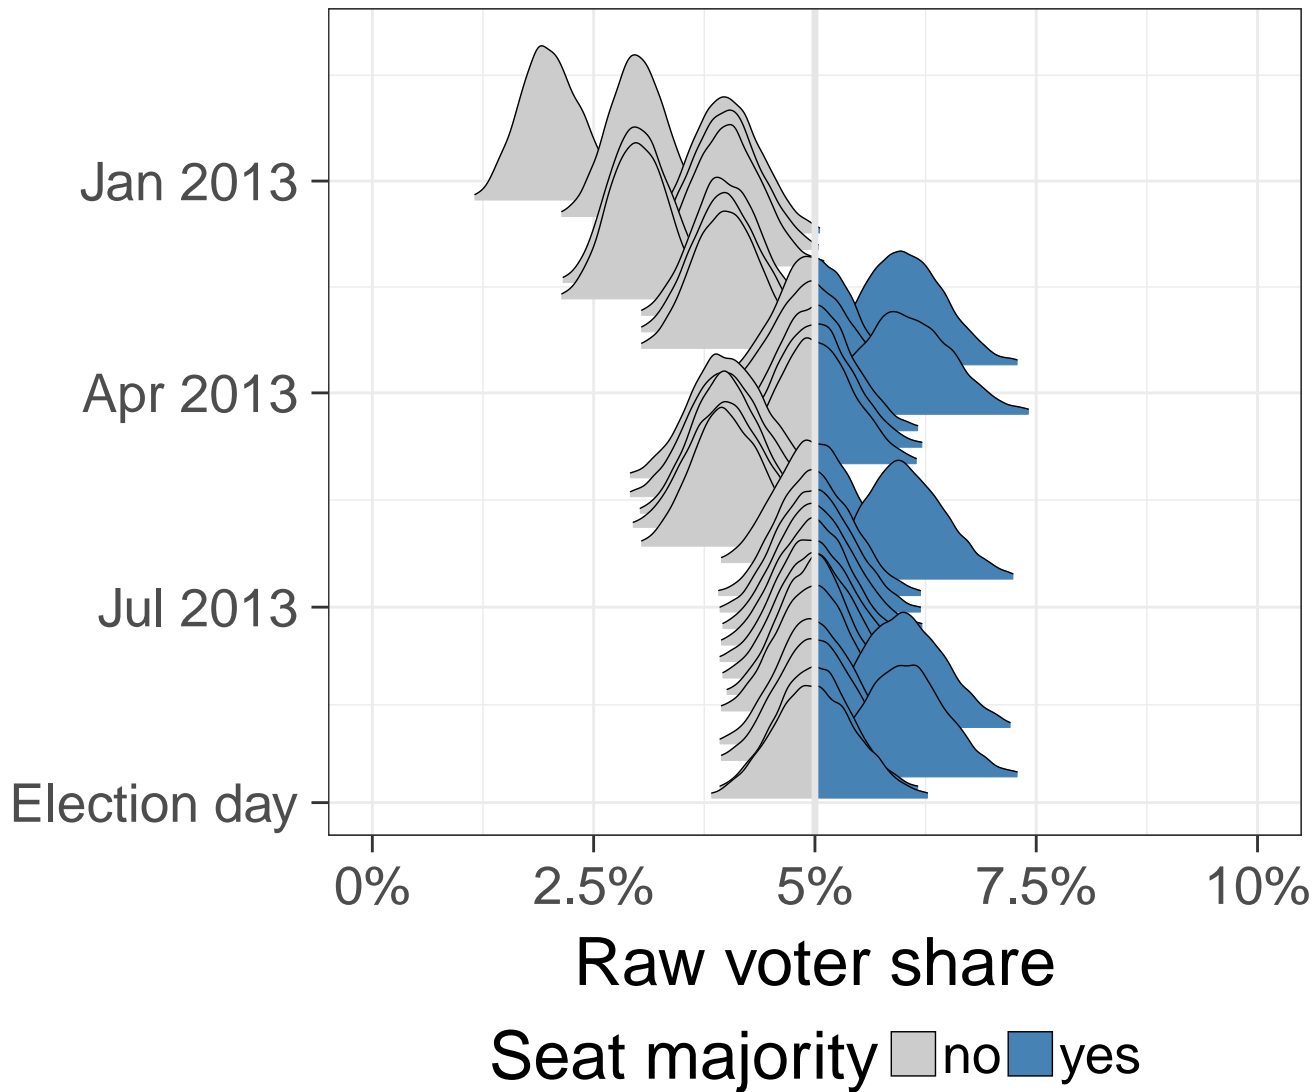 Jan 2013
Apr 2013
Jul 2013
Election day
0% 2.5% 5% 7.5% 10%
Raw voter share
Seat majority no yes